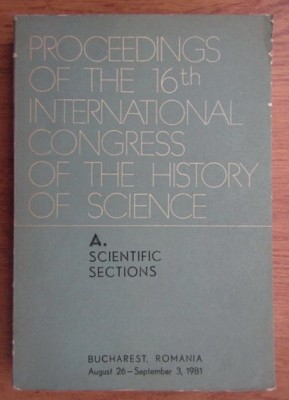 PROCEEDINGS
OF THE 16th
INTERNATIONAL
CONGRESS
OF THE HISTORY
OF SCIENCE
A.
SCIENTIFIC
SECTIONS
BUCHAREST, ROMANIA
August 26-September 3, 1981